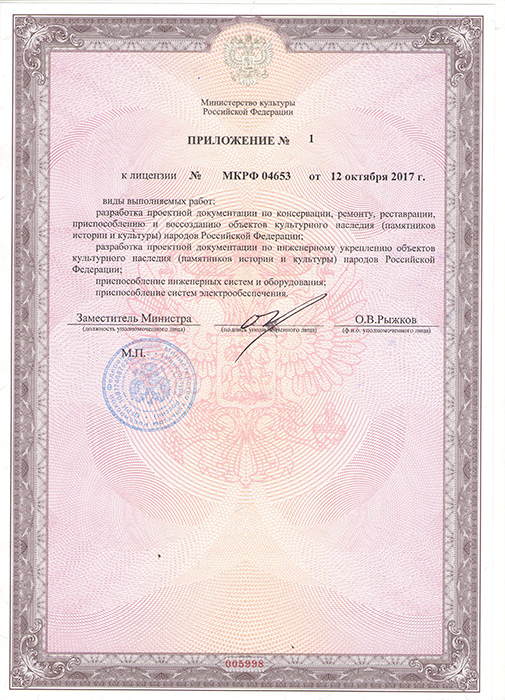 Министерство культуры
Российской Федерации
ПРИЛОЖЕНИЕ № 1
к лицензии № МКРФ 04653 от 12 октября 2017 г.
виды выполняемых работ:
разработка проектной документации по консервации, ремонту, реставрации,
приспособлению и воссозданию объектов культурного наследия (памятников
истории и культуры) народов Российской Федерации;
разработка проектной документации по инженерному укреплению объектов
культурного наследия (памятников истории и культуры) народов Российской
Федерации;
приспособление инженерных систем и оборудования;
приспособление систем электрообеспечения.
Заместитель Министра О.В.Рыжков
(должность уполномоченного лица) (подпись уполномоченного лица) (ф.и.о. уполномоченного лица)
М.П.
005998